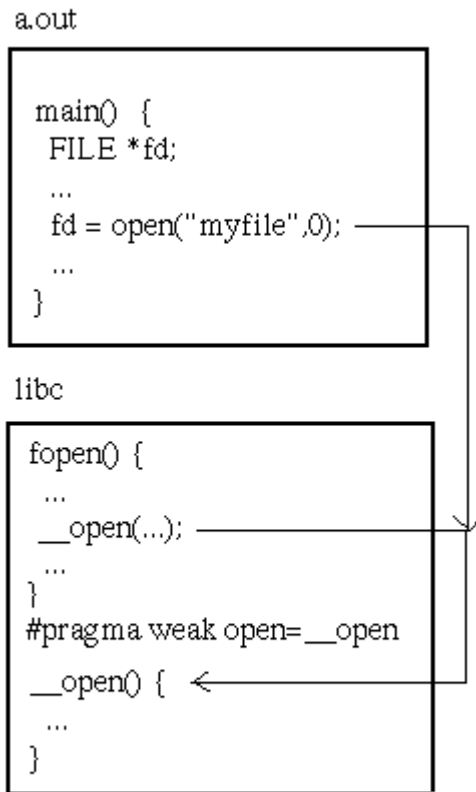 a.out
main() {
FILE *fd;
...
fd = open("myfile",0);
...
}
libc
fopen() {
...
__open(...);
...
}
#pragma weak open=__open
__open() {
...
}